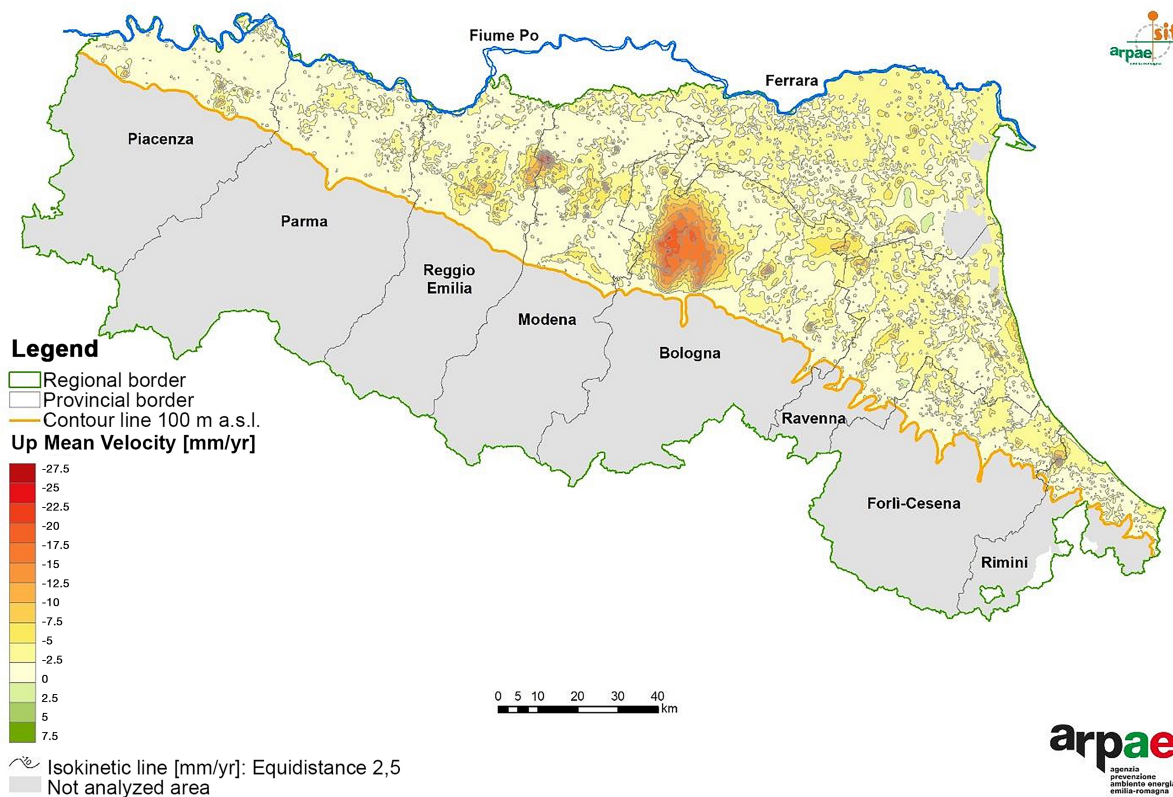 Fiume Po
Ferrara
arpae
Piacenza
Parma
Reggio
Emilia
Modena
Bologna
Ravenna
Forlì-Cesena
Rimini
Legend
Regional border
Provincial border
Contour line 100 m a.s.l.
Up Mean Velocity [mm/yr]
-27.5
-25
-22.5
-20
-17.5
-15
-12.5
-10
-7.5
-5
-2.5
0
2.5
5
7.5
Isokinetic line [mm/yr]: Equidistance 2,5
Not analyzed area
0 5 10 20 30 40
km
arpae
agenzia
prevenzione
ambiente energia
emilia-romagna